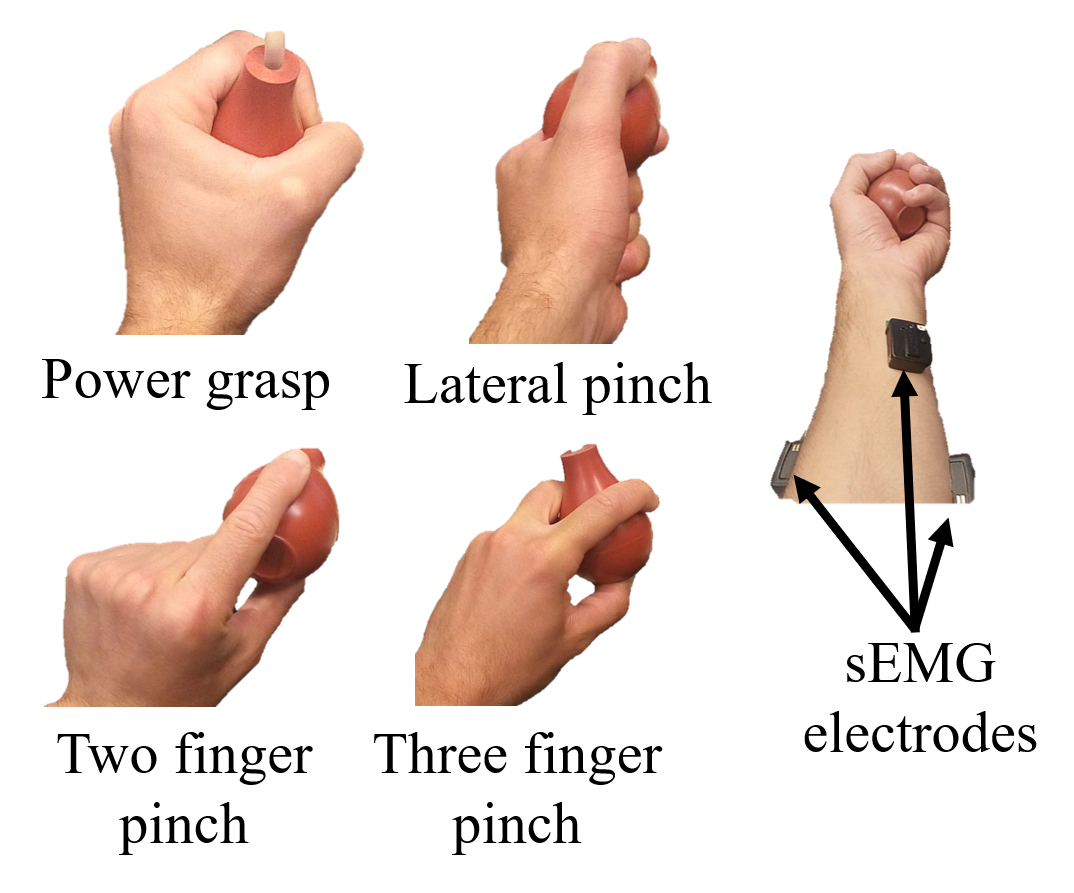 Power grasp
Lateral pinch
Two finger
pinch
Three finger
pinch
sEMG
electrodes